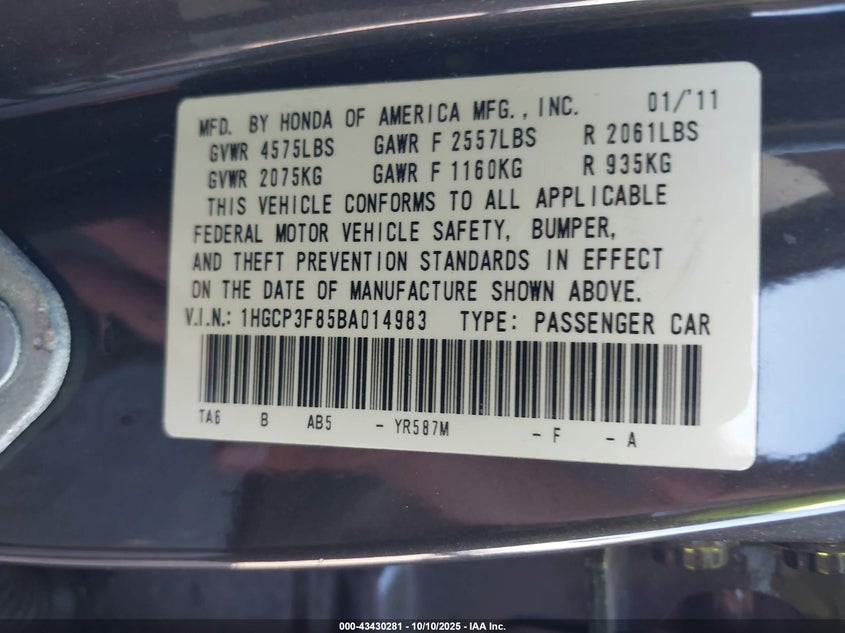 MFD. BY HONDA OF AMERICA MFG., INC. 01/'11
GVWR 4575LBS GAWR F 2557LBS R 2061LBS
GVWR 2075KG GAWR F 1160KG R 935KG
THIS VEHICLE CONFORMS TO ALL APPLICABLE
FEDERAL MOTOR VEHICLE SAFETY, BUMPER,
AND THEFT PREVENTION STANDARDS IN EFFECT
ON THE DATE OF MANUFACTURE SHOWN ABOVE.
V.I.N.: 1HGCP3F85BA014983 TYPE: PASSENGER CAR
TA6 B AB5 - YR587M - F - A
000-43430281 - 10/10/2025 - IAA Inc.